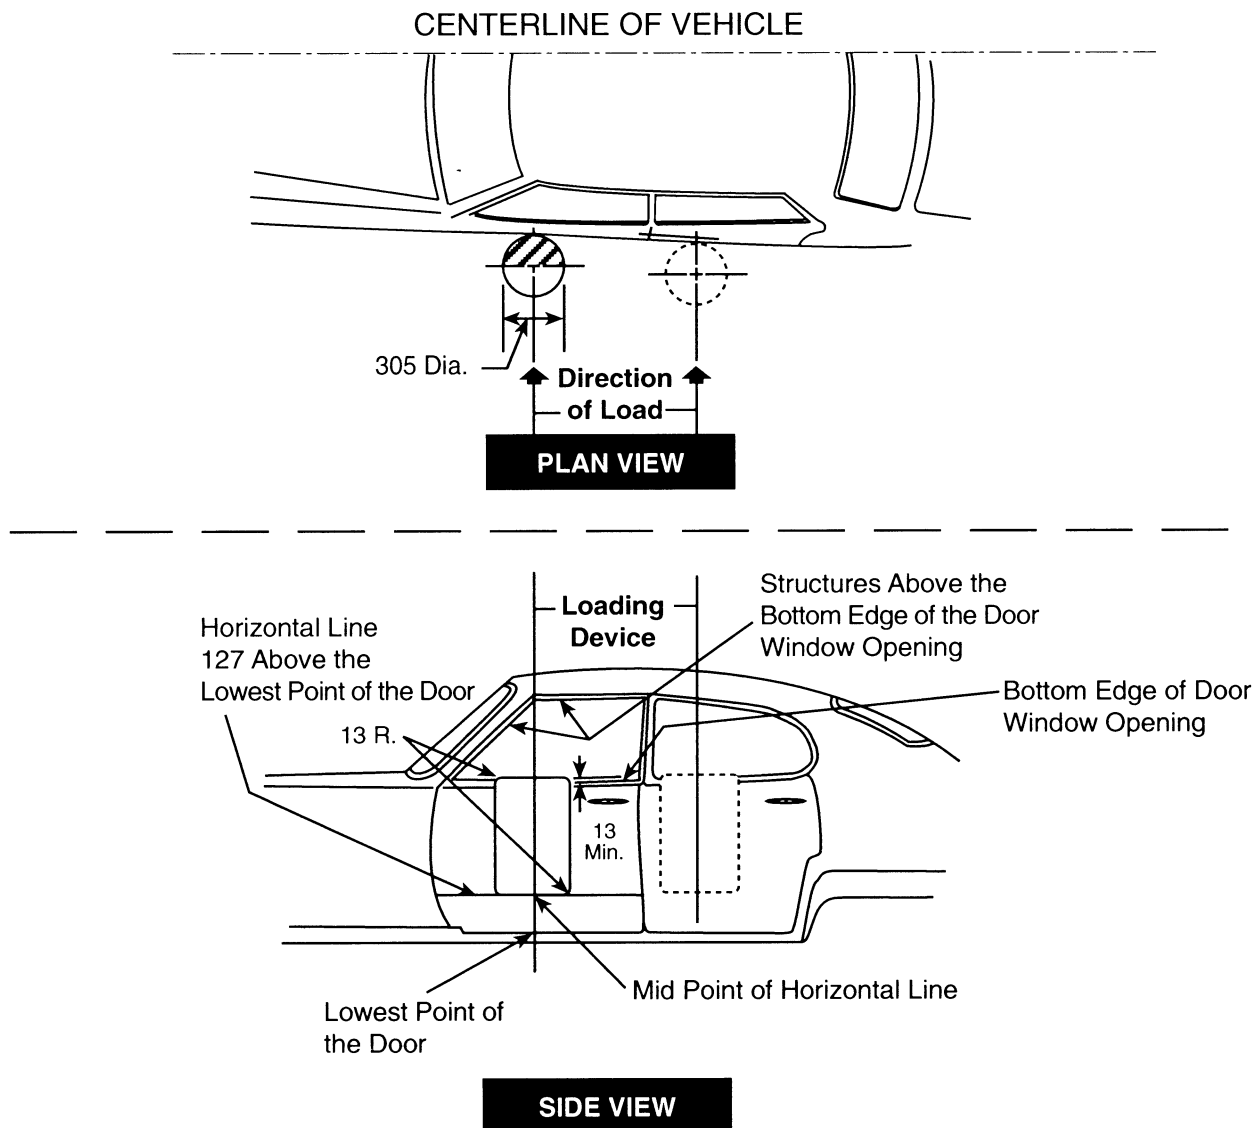 CENTERLINE OF VEHICLE
305 Dia.
Direction
of Load
PLAN VIEW
Loading
Device
Structures Above the
Bottom Edge of the Door
Window Opening
Horizontal Line
127 Above the
Lowest Point of the Door
Bottom Edge of Door
Window Opening
13 R.
13
Min.
Mid Point of Horizontal Line
Lowest Point of
the Door
SIDE VIEW